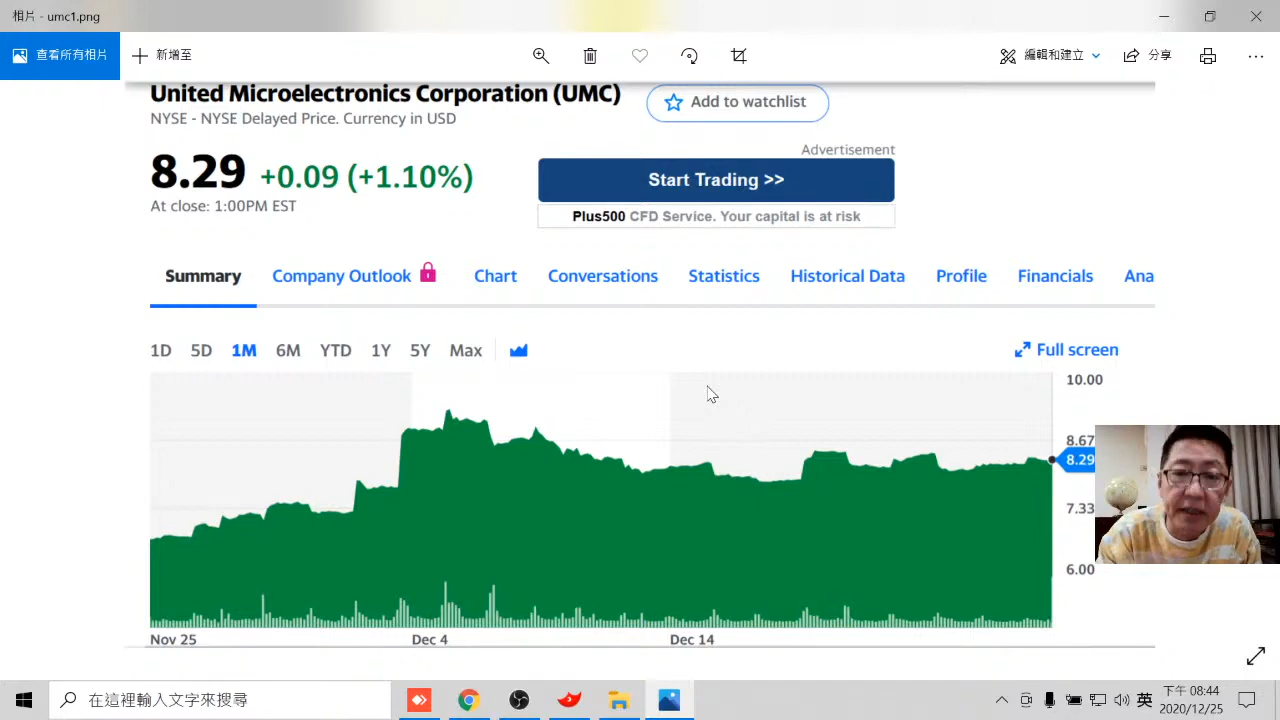 相片 - umc1.png
查看所有相片
新增至
編輯和建立
分享
United Microelectronics Corporation (UMC)
Add to watchlist
NYSE - NYSE Delayed Price. Currency in USD
Advertisement
8.29 +0.09 (+1.10%)
Start Trading >>
At close: 1:00PM EST
Plus500 CFD Service. Your capital is at risk
Summary Company Outlook Chart Conversations Statistics Historical Data Profile Financials Ana
1D 5D 1M 6M YTD 1Y 5Y Max
Full screen
10.00
8.67
8.29
7.33
6.00
Nov 25 Dec 4 Dec 14
在這裡輸入文字來搜尋
英
下午 08:44
2020/12/25